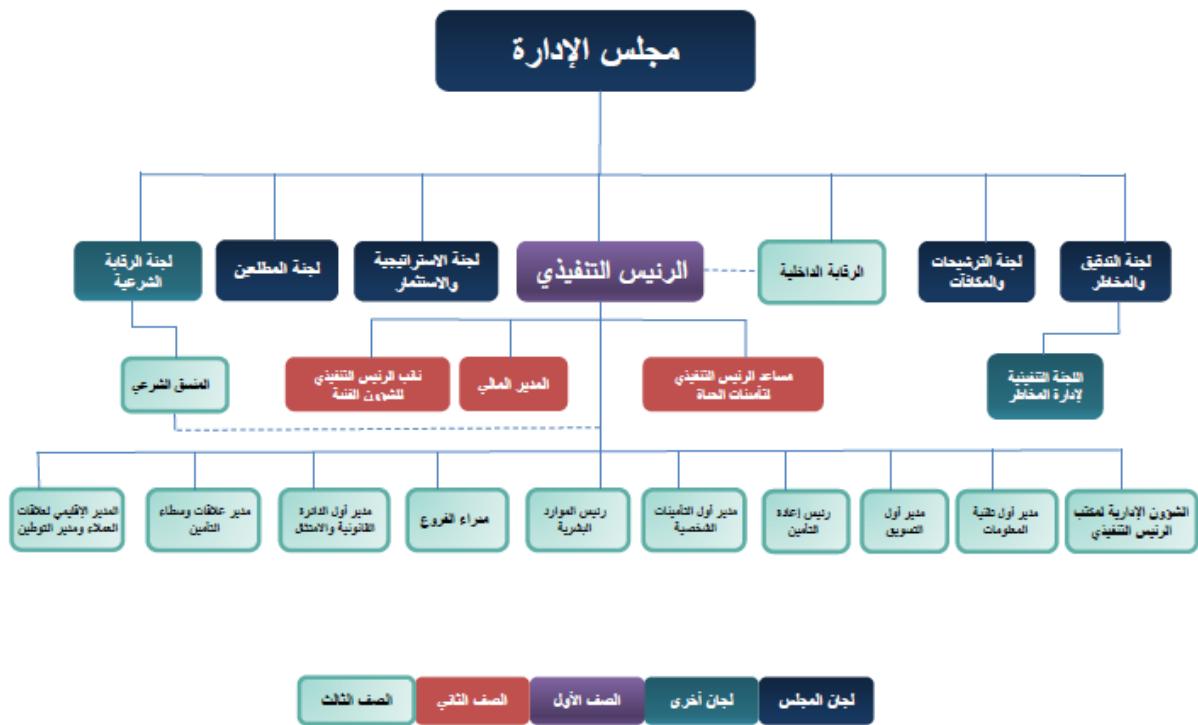 مجلس الإدارة
لجنة التدقيق
والمخاطر
لجنة الترشيحات
والمكافآت
الرقابة الداخلية
الرئيس التنفيذي
لجنة الاستراتيجية
والاستثمار
لجنة المطلعين
لجنة الرقابة
الشرعية
اللجنة التنفيذية
لإدارة المخاطر
مساعد الرئيس التنفيذي
لتأمينات الحياة
المدير المالي
نائب الرئيس التنفيذي
للشؤون الفنية
المنسق الشرعي
الشؤون الإدارية لمكتب
الرئيس التنفيذي
مدير أول تقنية
المعلومات
مدير أول
التسويق
رئيس إعادة
التأمين
مدير أول التأمينات
الشخصية
رئيس الموارد
البشرية
مدراء الفروع
مدير أول الدائرة
القانونية والامتثال
مدير علاقات وسطاء
التأمين
المدير الإقليمي لعلاقات
العملاء ومدير التوطين
لجان المجلس
لجان أخرى
الصف الأول
الصف الثاني
الصف الثالث